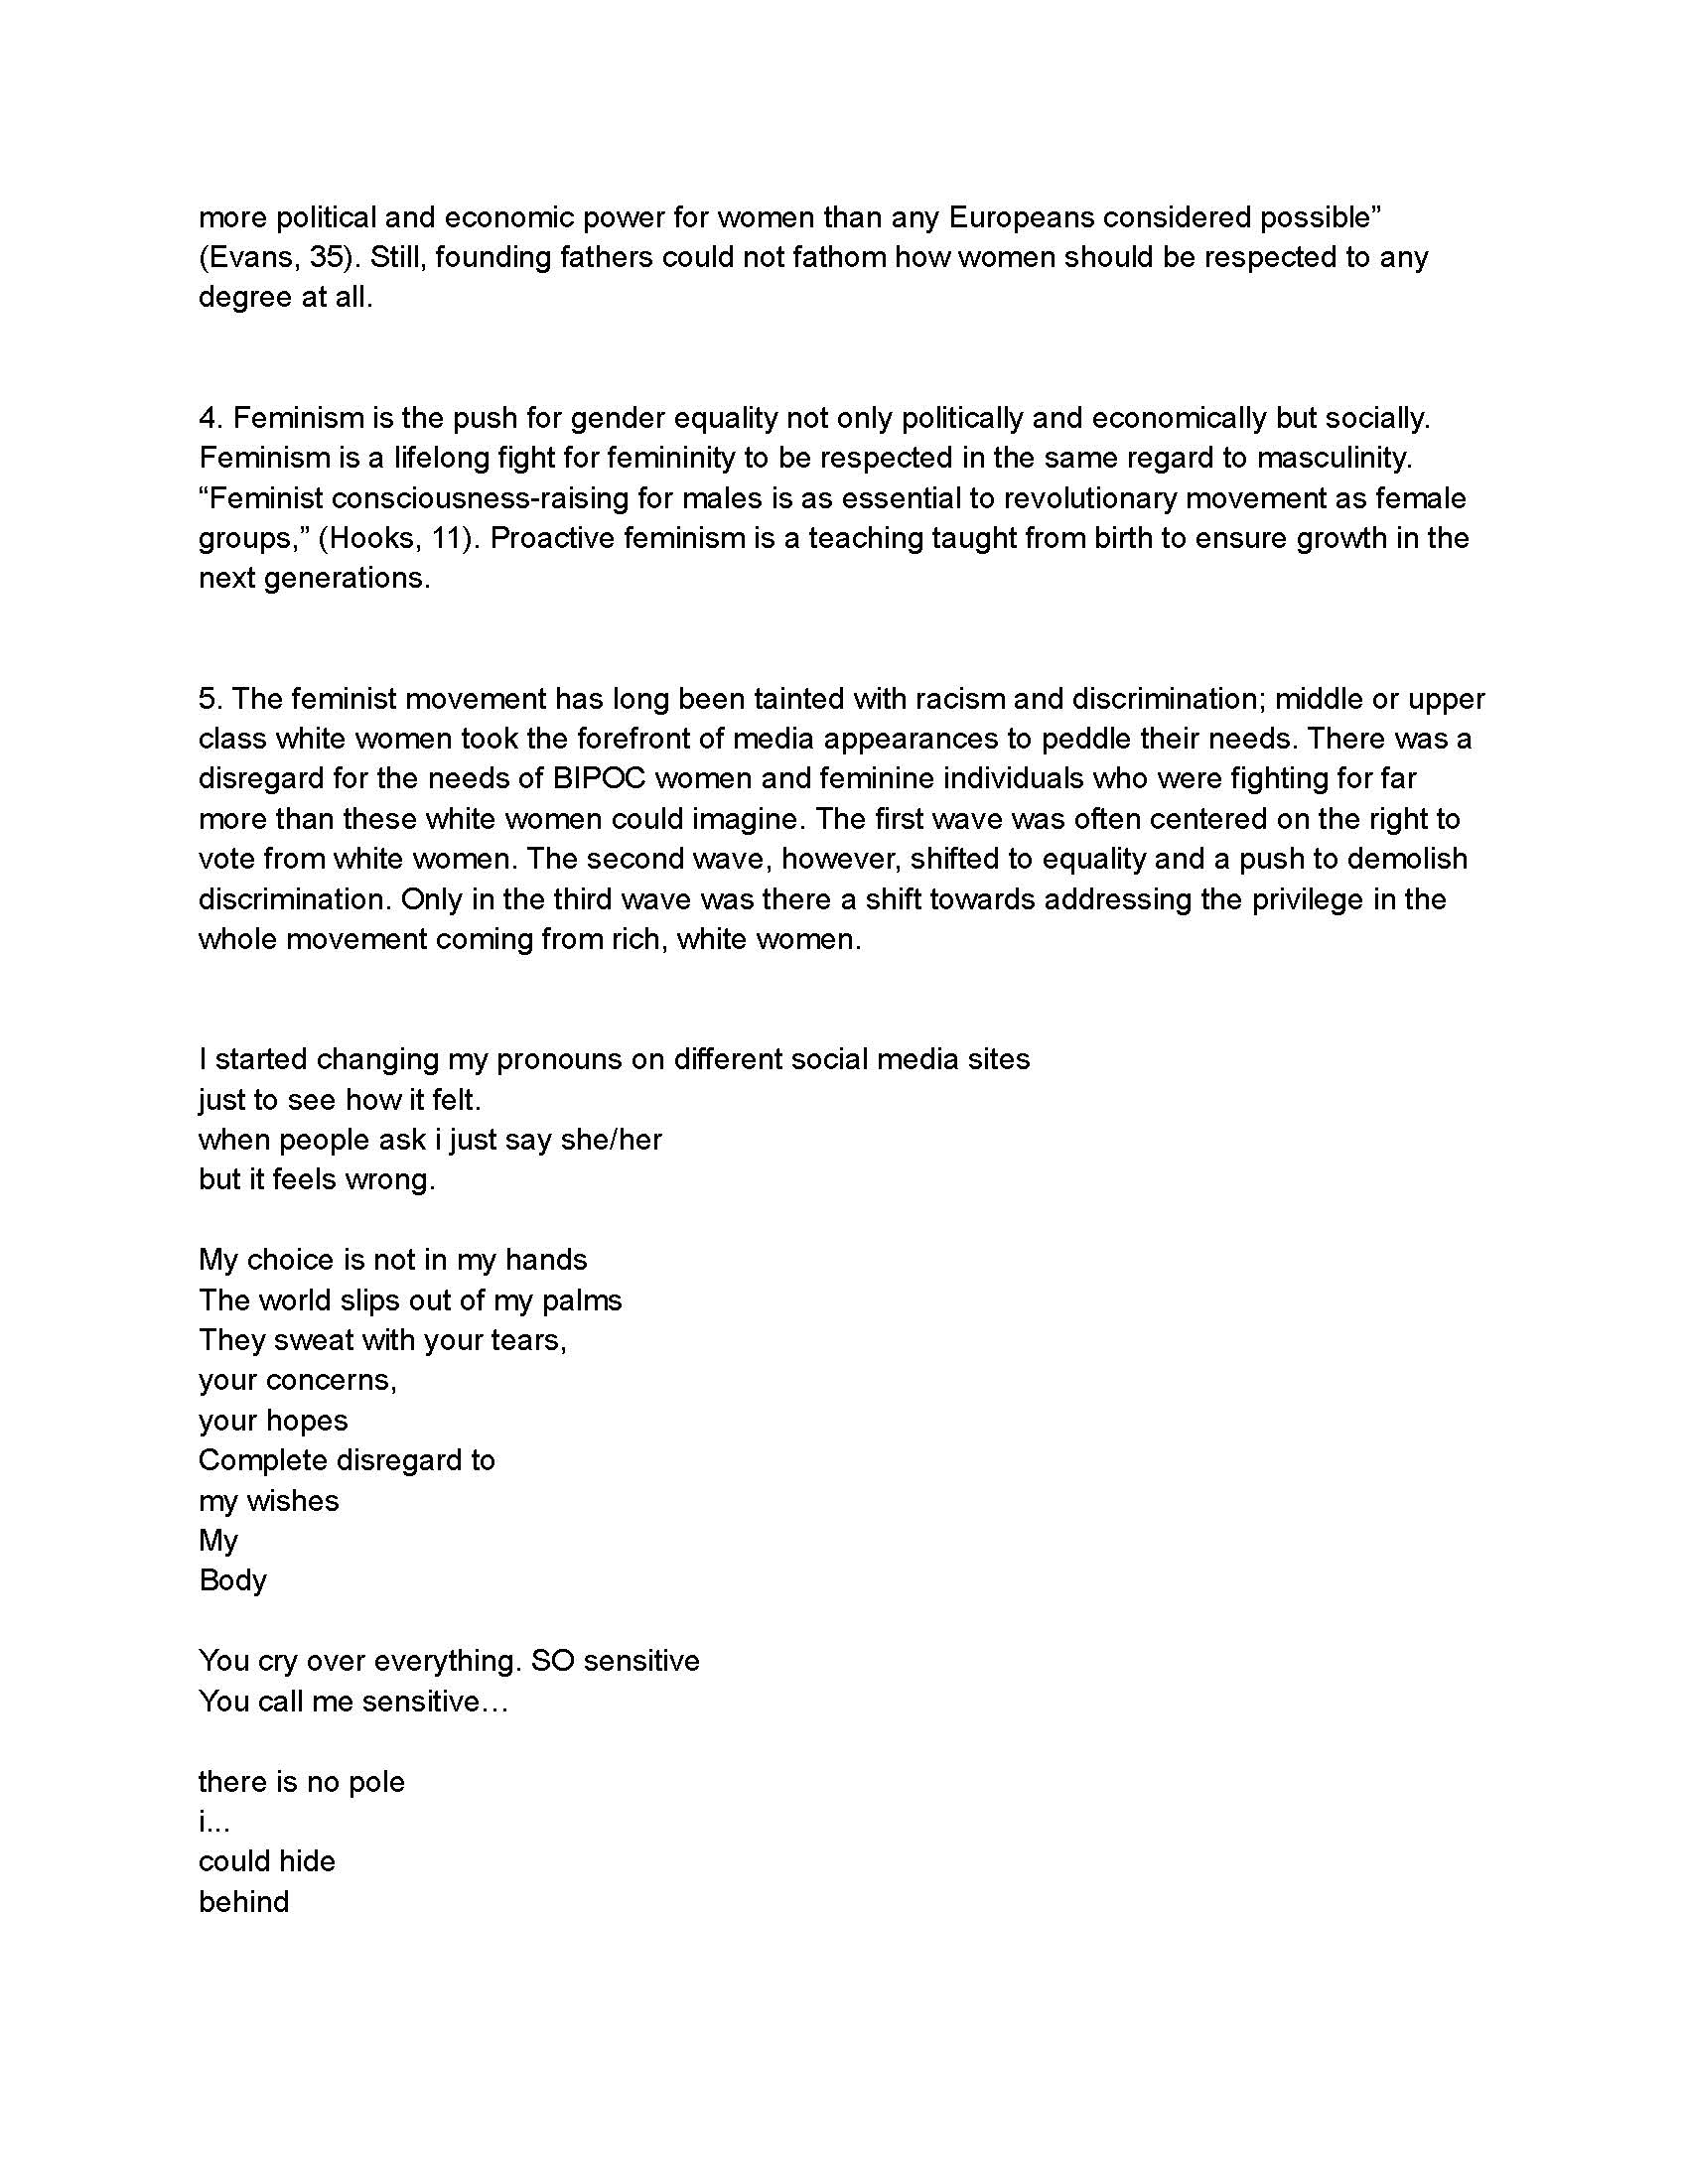 more political and economic power for women than any Europeans considered possible”
(Evans, 35). Still, founding fathers could not fathom how women should be respected to any
degree at all.
4. Feminism is the push for gender equality not only politically and economically but socially.
Feminism is a lifelong fight for femininity to be respected in the same regard to masculinity.
“Feminist consciousness-raising for males is as essential to revolutionary movement as female
groups,” (Hooks, 11). Proactive feminism is a teaching taught from birth to ensure growth in the
next generations.
5. The feminist movement has long been tainted with racism and discrimination; middle or upper
class white women took the forefront of media appearances to peddle their needs. There was a
disregard for the needs of BIPOC women and feminine individuals who were fighting for far
more than these white women could imagine. The first wave was often centered on the right to
vote from white women. The second wave, however, shifted to equality and a push to demolish
discrimination. Only in the third wave was there a shift towards addressing the privilege in the
whole movement coming from rich, white women.
I started changing my pronouns on different social media sites
just to see how it felt.
when people ask i just say she/her
but it feels wrong.
My choice is not in my hands
The world slips out of my palms
They sweat with your tears,
your concerns,
your hopes
Complete disregard to
my wishes
My
Body
You cry over everything. SO sensitive
You call me sensitive…
there is no pole
i...
could hide
behind